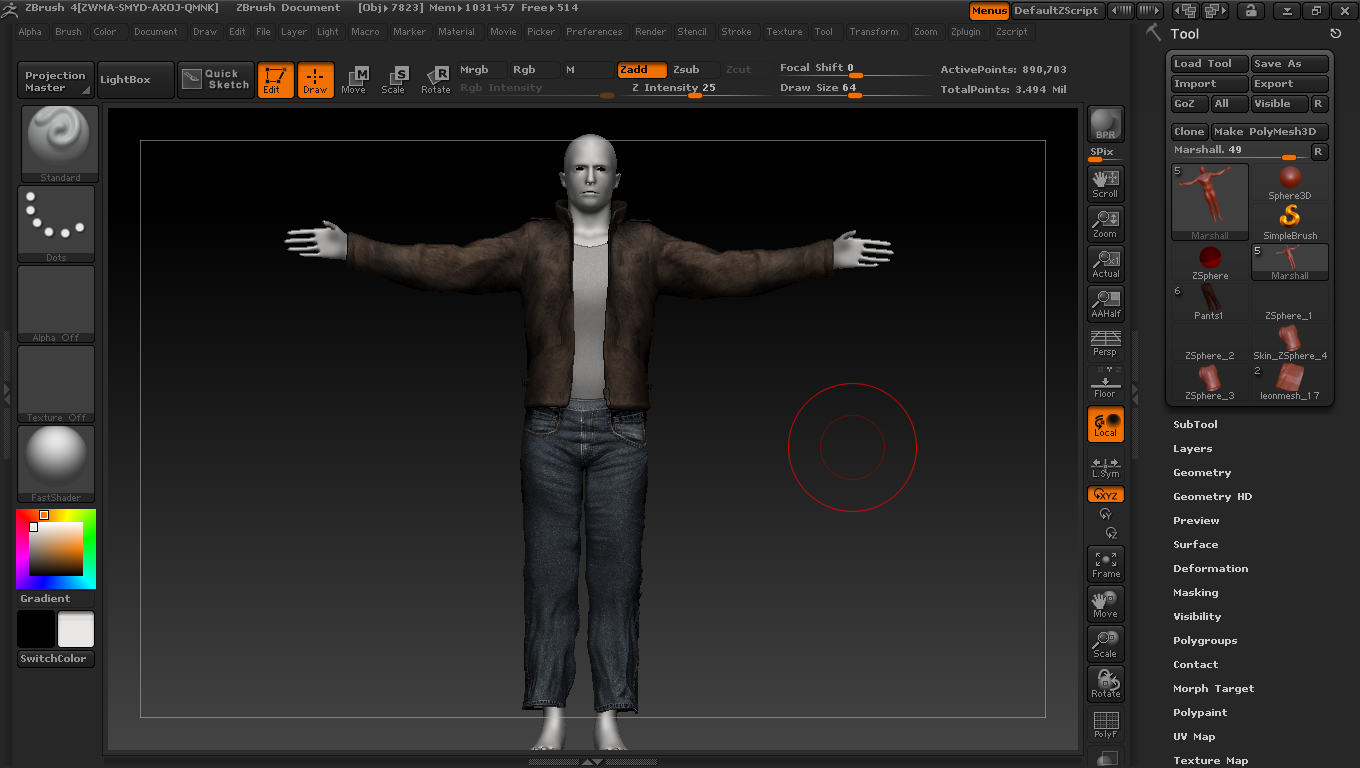 ZBrush 4[ZWMA-SMYD-AXOJ-QMNK] ZBrush Document [Obj▸7823] Mem▸1031+57 Free▸514 Menus DefaultZScript
Alpha Brush Color Document Draw Edit File Layer Light Macro Marker Material Movie Picker Preferences Render Stencil Stroke Texture Tool Transform Zoom Zplugin Zscript
Projection Master
LightBox
Quick Sketch
Edit
Draw
Move
Scale
Rotate
M
S
R
Mrgb Rgb M Zadd Zsub Zcut
Rgb Intensity Z Intensity 25
Focal Shift 0
Draw Size 64
ActivePoints: 890,703
TotalPoints: 3.494 Mil
Standard
Dots
Alpha Off
Texture Off
FastShader
Gradient
SwitchColor
BPR
SPix
Scroll
Zoom
Actual
AAHalf
Persp
Floor
Local
L.Sym
XYZ
Y
Z
Frame
Move
Scale
Rotate
PolyF
Tool
Load Tool Save As
Import Export
GoZ All Visible R
Clone Make PolyMesh3D
Marshall. 49 R
5
Marshall
Sphere3D
SimpleBrush
ZSphere
5
Marshall
6
Pants1
ZSphere_1
ZSphere_2
Skin_ZSphere_4
ZSphere_3
2
leonmesh_17
SubTool
Layers
Geometry
Geometry HD
Preview
Surface
Deformation
Masking
Visibility
Polygroups
Contact
Morph Target
Polypaint
UV Map
Texture Map